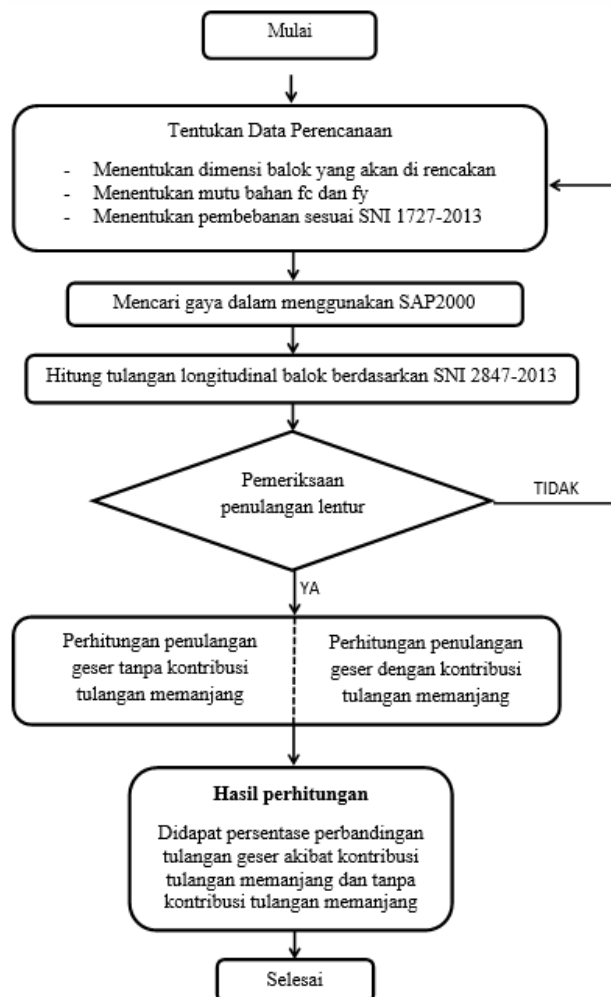 Mulai
Tentukan Data Perencanaan
- Menentukan dimensi balok yang akan di rencakan
- Menentukan mutu bahan fc dan fy
- Menentukan pembebanan sesuai SNI 1727-2013
Mencari gaya dalam menggunakan SAP2000
Hitung tulangan longitudinal balok berdasarkan SNI 2847-2013
Pemeriksaan
penulangan lentur
TIDAK
YA
Perhitungan penulangan
geser tanpa kontribusi
tulangan memanjang
Perhitungan penulangan
geser dengan kontribusi
tulangan memanjang
Hasil perhitungan
Didapat persentase perbandingan
tulangan geser akibat kontribusi
tulangan memanjang dan tanpa
kontribusi tulangan memanjang
Selesai